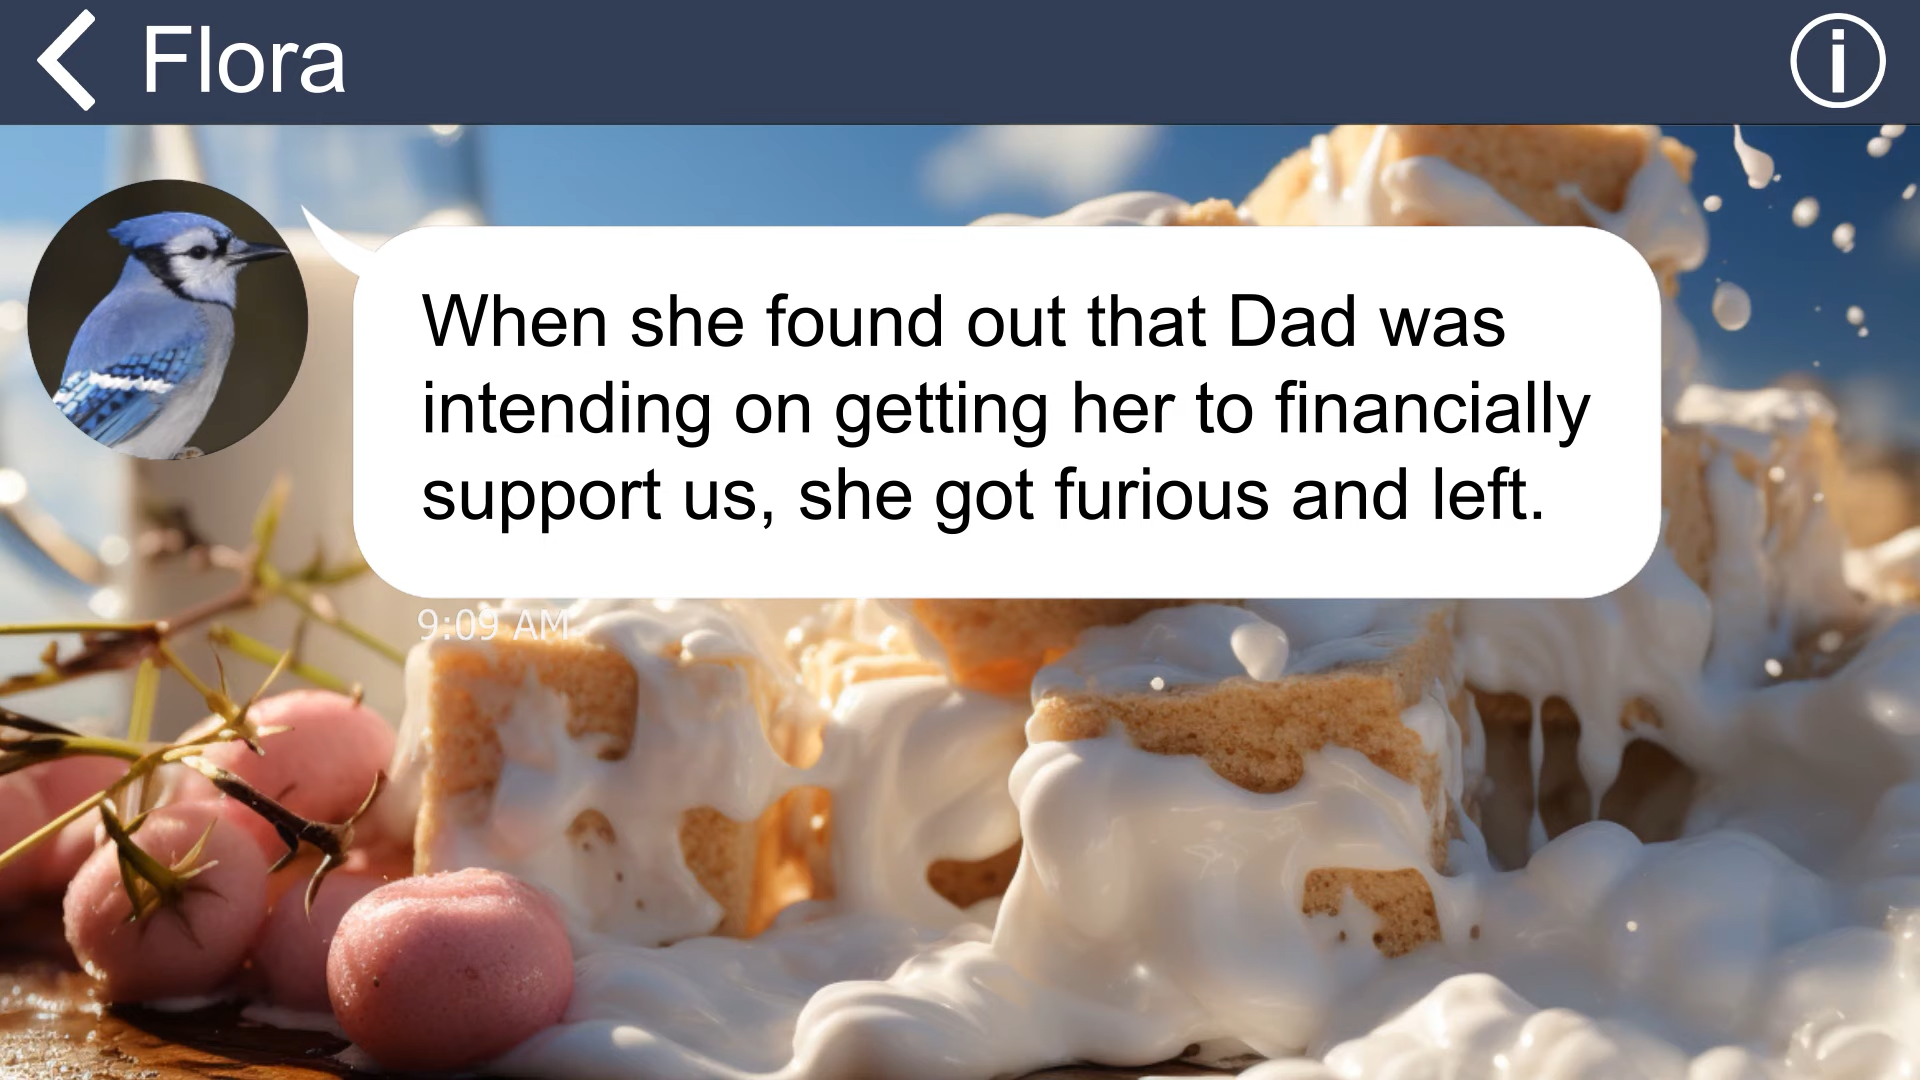 Flora
When she found out that Dad was
intending on getting her to financially
support us, she got furious and left.
9:09 AM